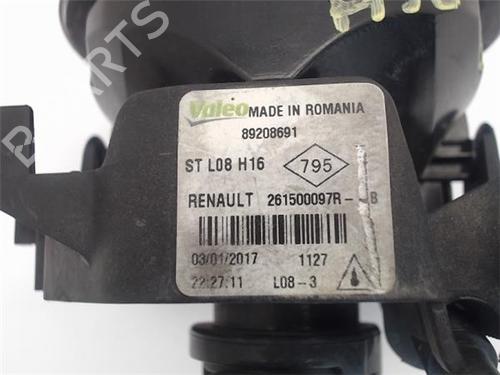 Valeo MADE IN ROMANIA
89208691
ST L08 H16 795
RENAULT 261500097R- B
03/01/2017 1127
22:27:11 L08-3